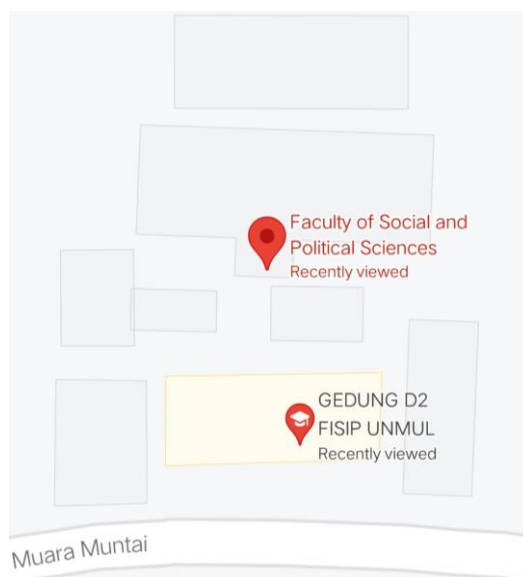 Faculty of Social and
Political Sciences
Recently viewed
GEDUNG D2
FISIP UNMUL
Recently viewed
Muara Muntai